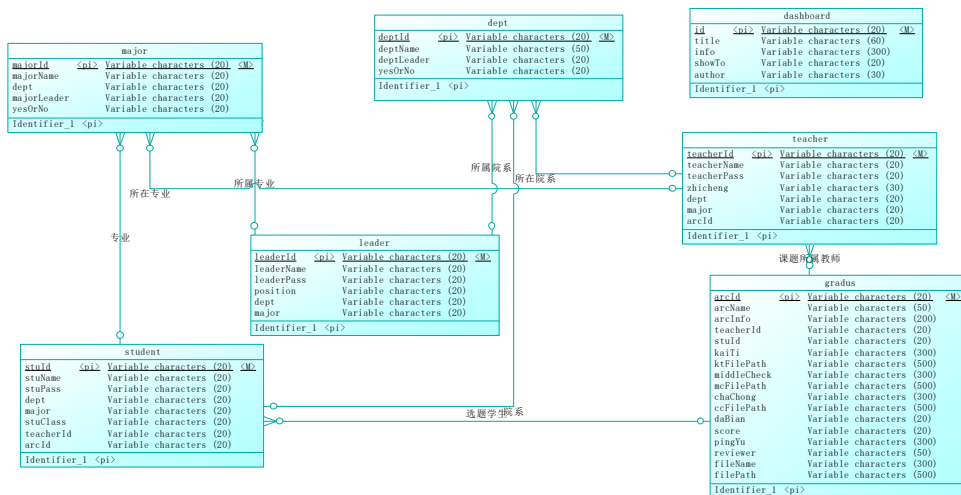 major
majorId <pi> Variable characters (20) <M>
majorName Variable characters (20)
dept Variable characters (20)
majorLeader Variable characters (20)
yesOrNo Variable characters (20)
Identifier_1 <pi>
dept
deptId <pi> Variable characters (20) <M>
deptName Variable characters (50)
deptLeader Variable characters (20)
yesOrNo Variable characters (20)
Identifier_1 <pi>
dashboard
id <pi> Variable characters (20) <M>
title Variable characters (60)
info Variable characters (300)
showTo Variable characters (20)
author Variable characters (30)
Identifier_1 <pi>
teacher
teacherId <pi> Variable characters (20) <M>
teacherName Variable characters (20)
teacherPass Variable characters (20)
zhicheng Variable characters (30)
dept Variable characters (20)
major Variable characters (20)
arcId Variable characters (20)
Identifier_1 <pi>
所属院系
所在院系
所属专业
所在专业
专业
课题所属教师
leader
leaderId <pi> Variable characters (20) <M>
leaderName Variable characters (20)
leaderPass Variable characters (20)
position Variable characters (20)
dept Variable characters (20)
major Variable characters (20)
Identifier_1 <pi>
gradus
arcId <pi> Variable characters (20) <M>
arcName Variable characters (50)
arcInfo Variable characters (200)
teacherId Variable characters (20)
stuId Variable characters (20)
kaiTi Variable characters (300)
ktFilePath Variable characters (500)
middleCheck Variable characters (300)
mcFilePath Variable characters (500)
chaChong Variable characters (300)
ccFilePath Variable characters (500)
daBian Variable characters (20)
score Variable characters (20)
pingYu Variable characters (300)
reviewer Variable characters (50)
fileName Variable characters (300)
filePath Variable characters (500)
Identifier_1 <pi>
student
stuId <pi> Variable characters (20) <M>
stuName Variable characters (20)
stuPass Variable characters (20)
dept Variable characters (20)
major Variable characters (20)
stuClass Variable characters (20)
teacherId Variable characters (20)
arcId Variable characters (20)
Identifier_1 <pi>
选题学生
院系